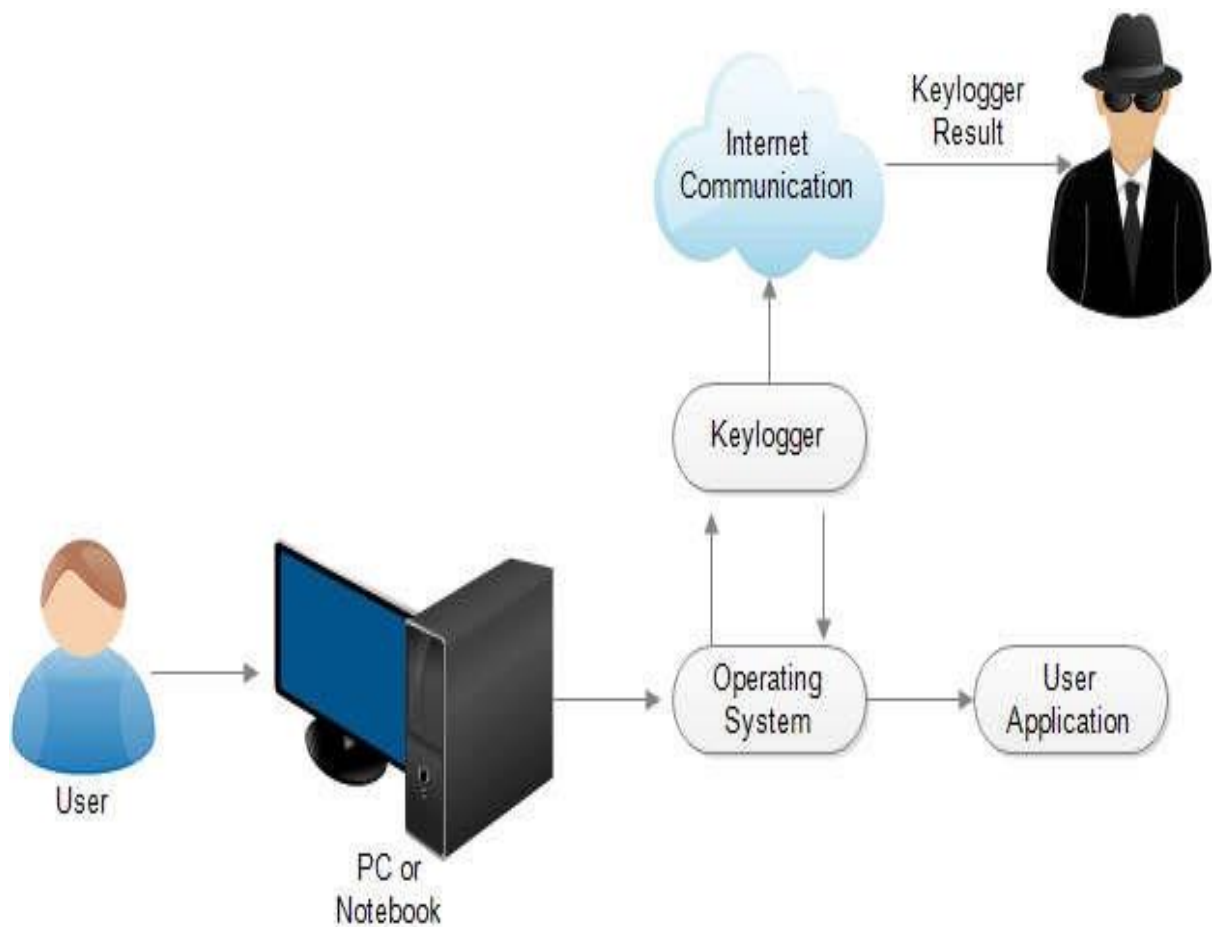 Internet
Communication
Keylogger
Result
Keylogger
User
PC or
Notebook
Operating
System
User
Application